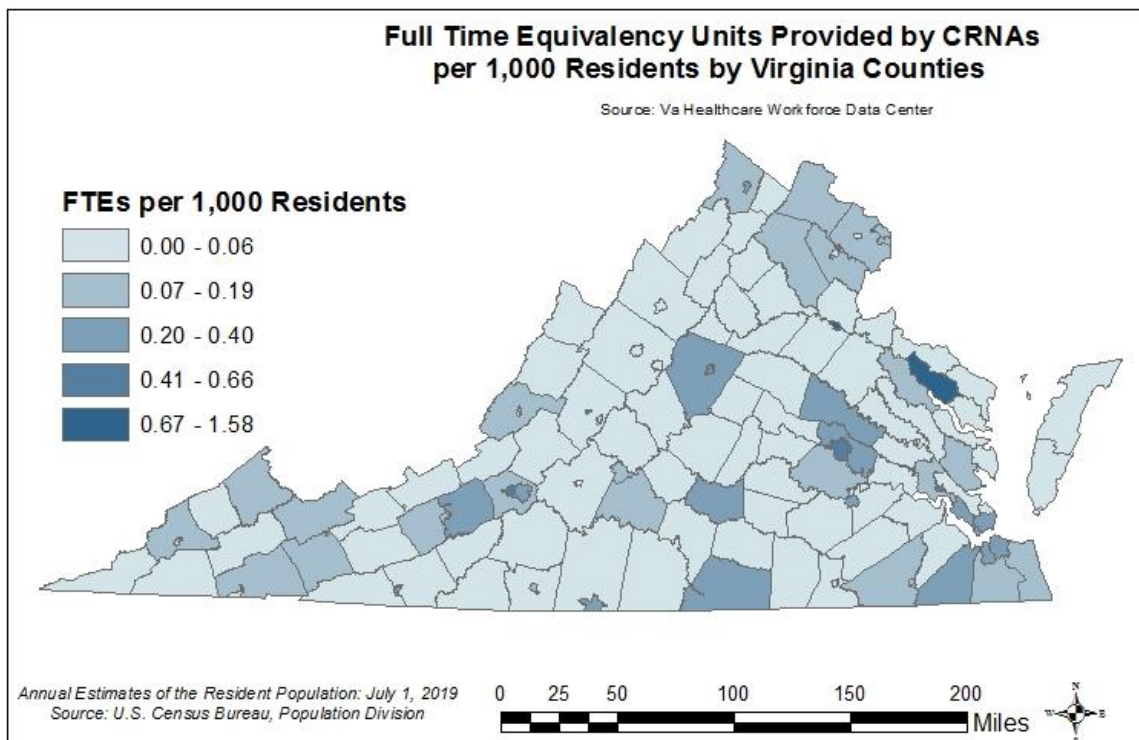 Full Time Equivalency Units Provided by CRNAs
per 1,000 Residents by Virginia Counties
Source: Va Healthcare Workforce Data Center
FTEs per 1,000 Residents
0.00 - 0.06
0.07 - 0.19
0.20 - 0.40
0.41 - 0.66
0.67 - 1.58
Annual Estimates of the Resident Population: July 1, 2019
Source: U.S. Census Bureau, Population Division
0 25 50 100 150 200
Miles
N
W E
S